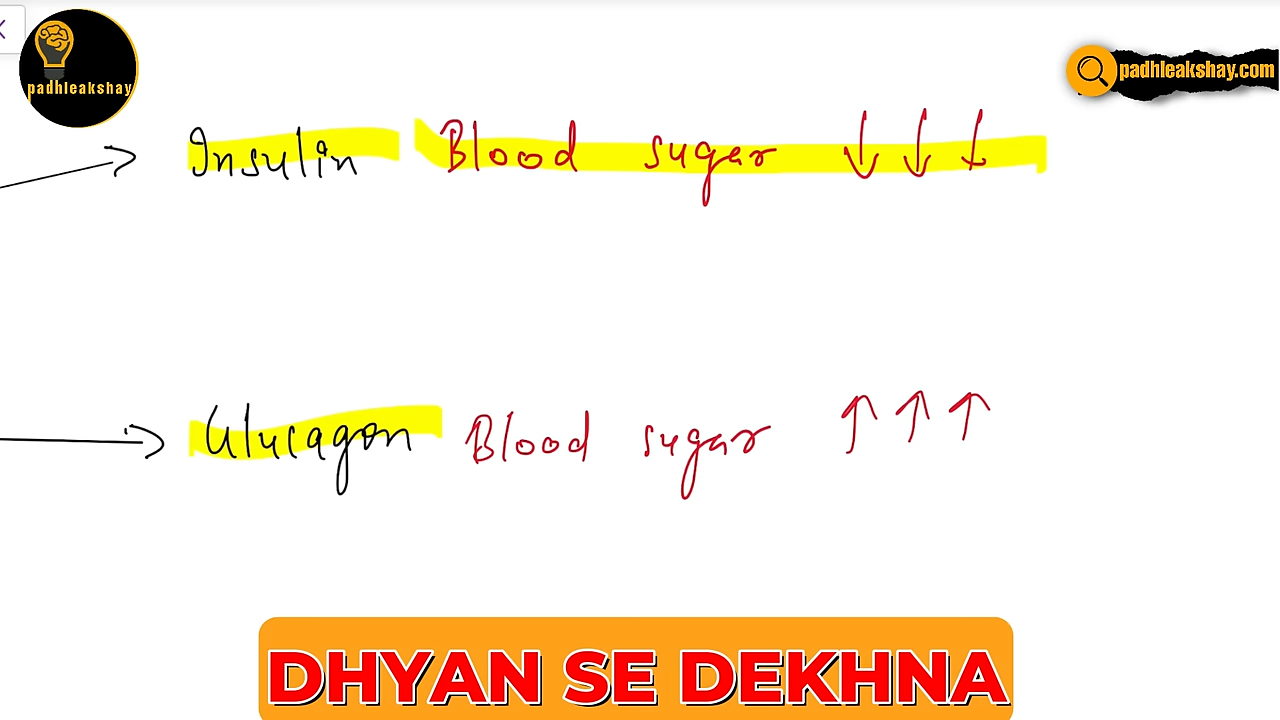 padhleakshay
padhleakshay.com
Insulin Blood sugar ↓ ↓ ↓
Glucagon Blood sugar ↑ ↑ ↑
DHYAN SE DEKHNA